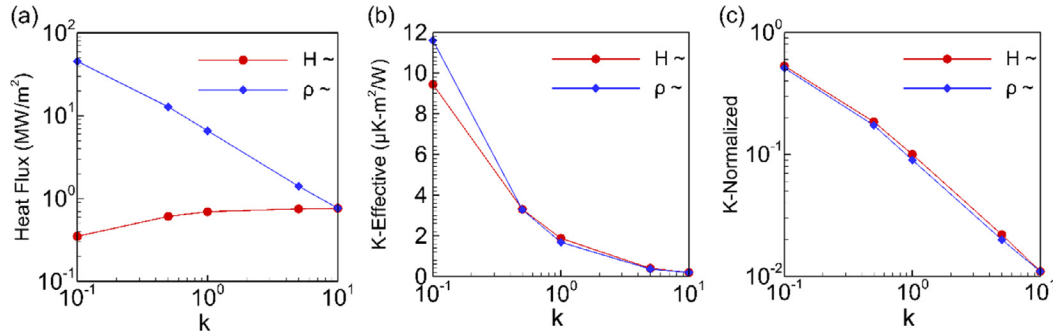 (a)
Heat Flux (MW/m²)
10²
10¹
10⁰
10⁻¹
H ~
ρ ~
10⁻¹
10⁰
10¹
k
(b)
K-Effective (μK-m²/W)
12
10
8
6
4
2
0
H ~
ρ ~
10⁻¹
10⁰
10¹
k
(c)
K-Normalized
10⁰
10⁻¹
10⁻²
H ~
ρ ~
10⁻¹
10⁰
10¹
k